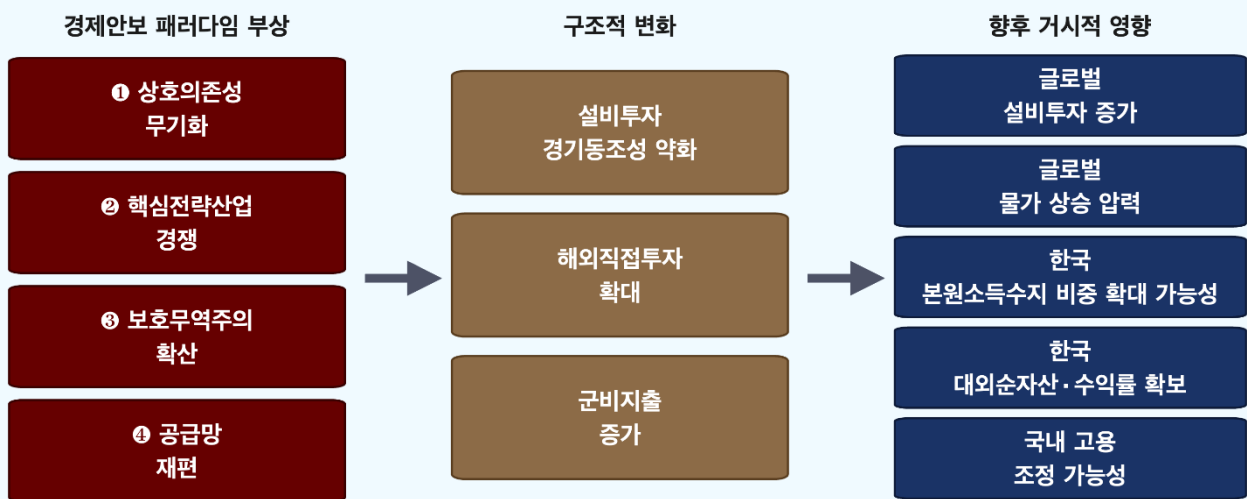 경제안보 패러다임 부상
❶ 상호의존성
무기화
❷ 핵심전략산업
경쟁
❸ 보호무역주의
확산
❹ 공급망
재편
구조적 변화
설비투자
경기동조성 약화
해외직접투자
확대
군비지출
증가
향후 거시적 영향
글로벌
설비투자 증가
글로벌
물가 상승 압력
한국
본원소득수지 비중 확대 가능성
한국
대외순자산·수익률 확보
국내 고용
조정 가능성